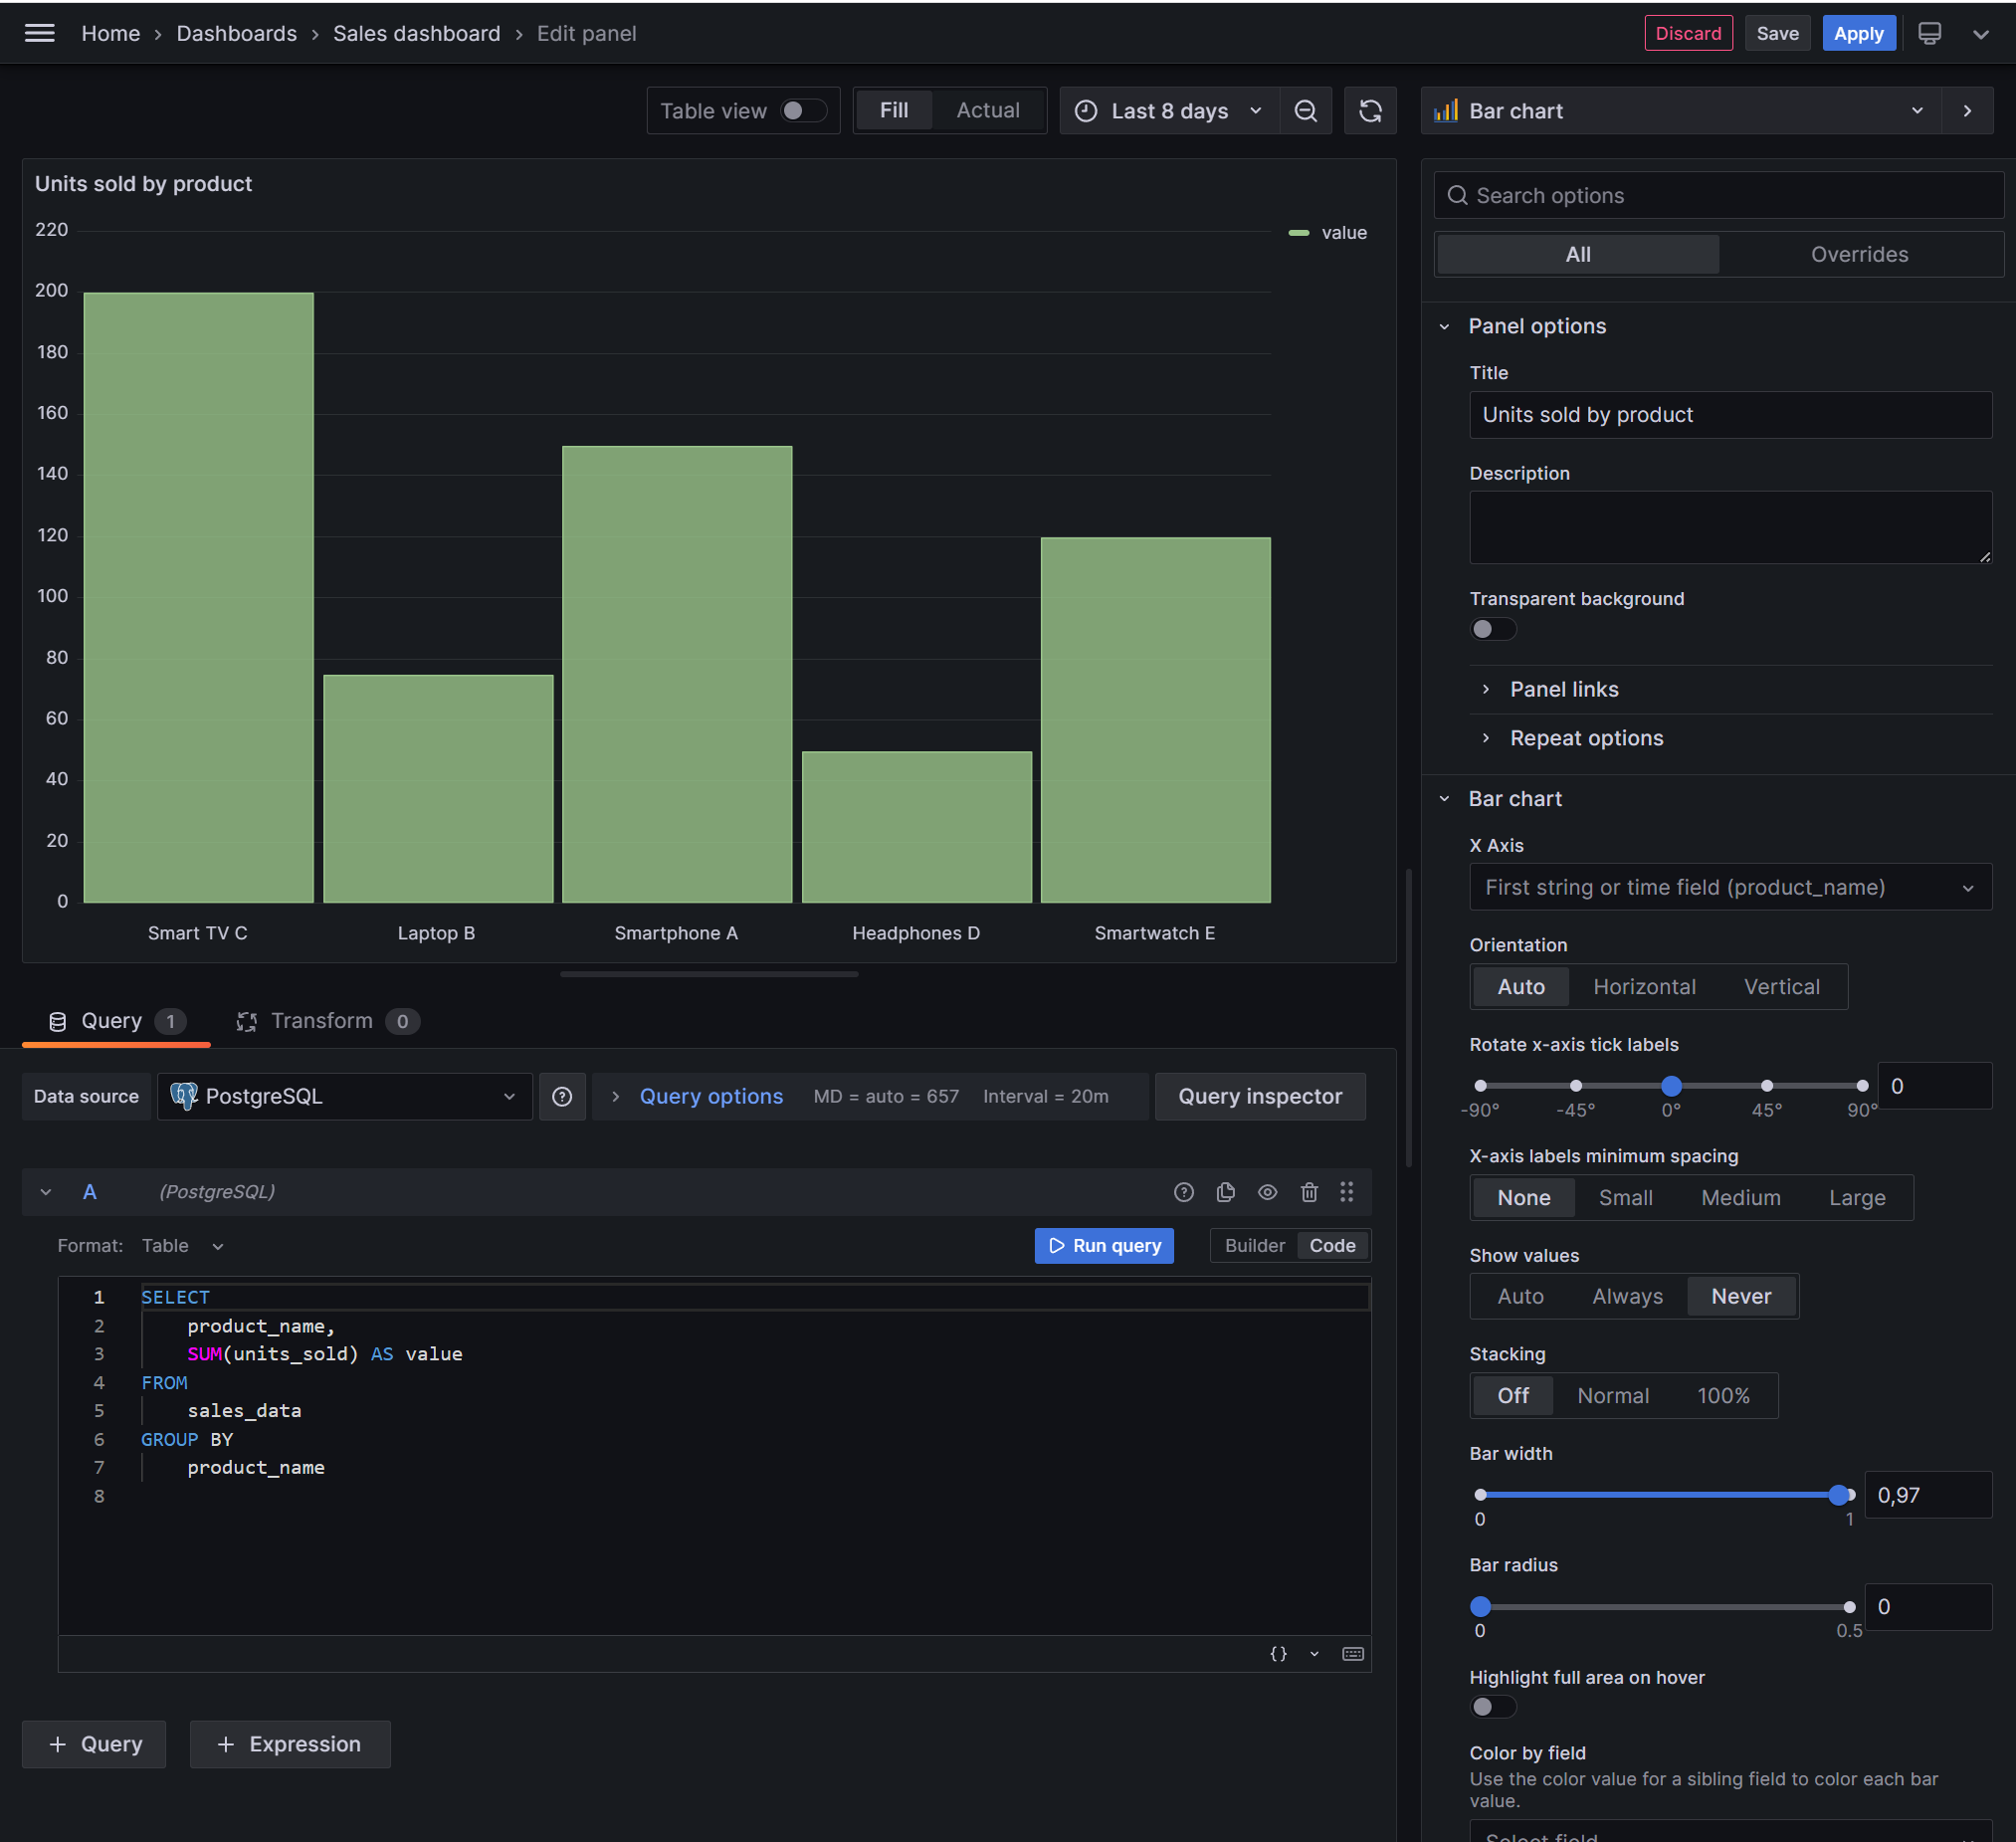 Home › Dashboards › Sales dashboard › Edit panel
Discard Save Apply
Table view Fill Actual Last 8 days
Bar chart
Units sold by product
220
200
180
160
140
120
100
80
60
40
20
0
value
Smart TV C Laptop B Smartphone A Headphones D Smartwatch E
Query 1 Transform 0
Data source PostgreSQL Query options MD = auto = 657 Interval = 20m Query inspector
A (PostgreSQL)
Format: Table Run query Builder Code
1 SELECT
2 product_name,
3 SUM(units_sold) AS value
4 FROM
5 sales_data
6 GROUP BY
7 product_name
8
{}
+ Query + Expression
Search options
All Overrides
Panel options
Title
Units sold by product
Description
Transparent background
Panel links
Repeat options
Bar chart
X Axis
First string or time field (product_name)
Orientation
Auto Horizontal Vertical
Rotate x-axis tick labels
0
-90° -45° 0° 45° 90°
X-axis labels minimum spacing
None Small Medium Large
Show values
Auto Always Never
Stacking
Off Normal 100%
Bar width
0,97
0 1
Bar radius
0
0 0.5
Highlight full area on hover
Color by field
Use the color value for a sibling field to color each bar
value.
Select field